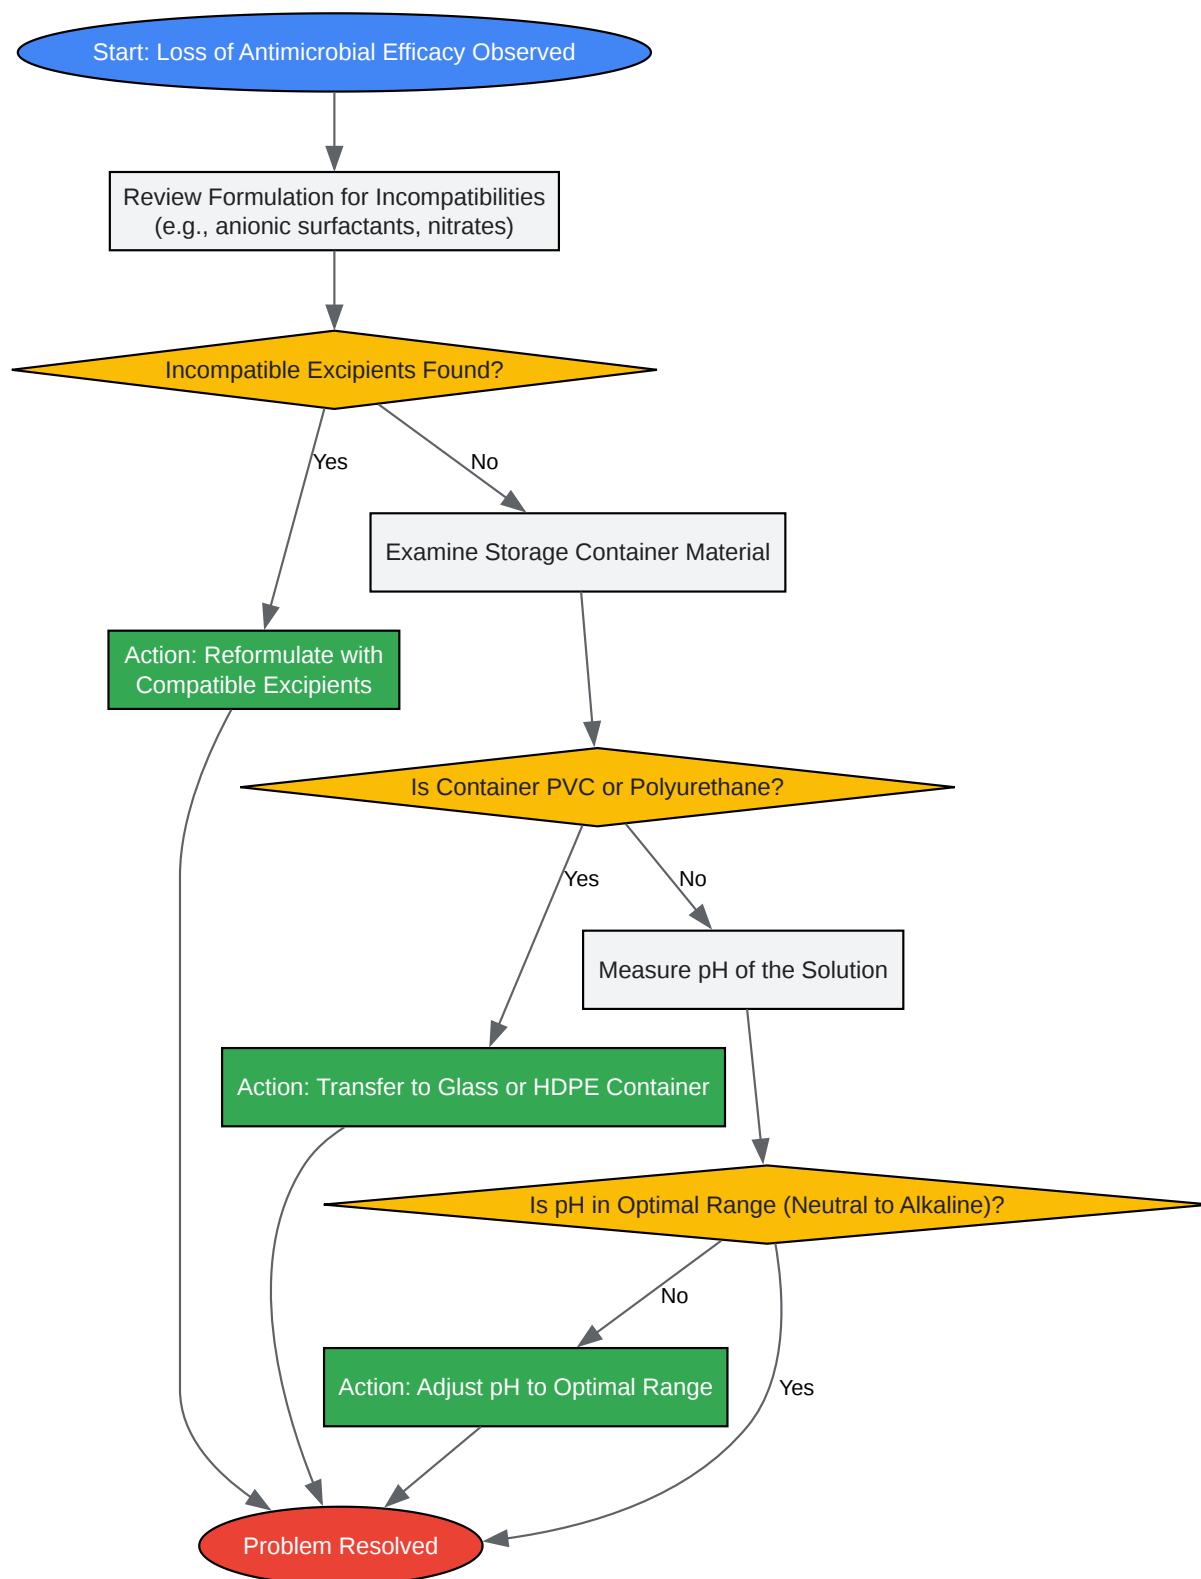 Start: Loss of Antimicrobial Efficacy Observed
Review Formulation for Incompatibilities
(e.g., anionic surfactants, nitrates)
Incompatible Excipients Found?
Yes
No
Examine Storage Container Material
Action: Reformulate with
Compatible Excipients
Is Container PVC or Polyurethane?
Yes
No
Measure pH of the Solution
Action: Transfer to Glass or HDPE Container
Is pH in Optimal Range (Neutral to Alkaline)?
No
Yes
Action: Adjust pH to Optimal Range
Problem Resolved